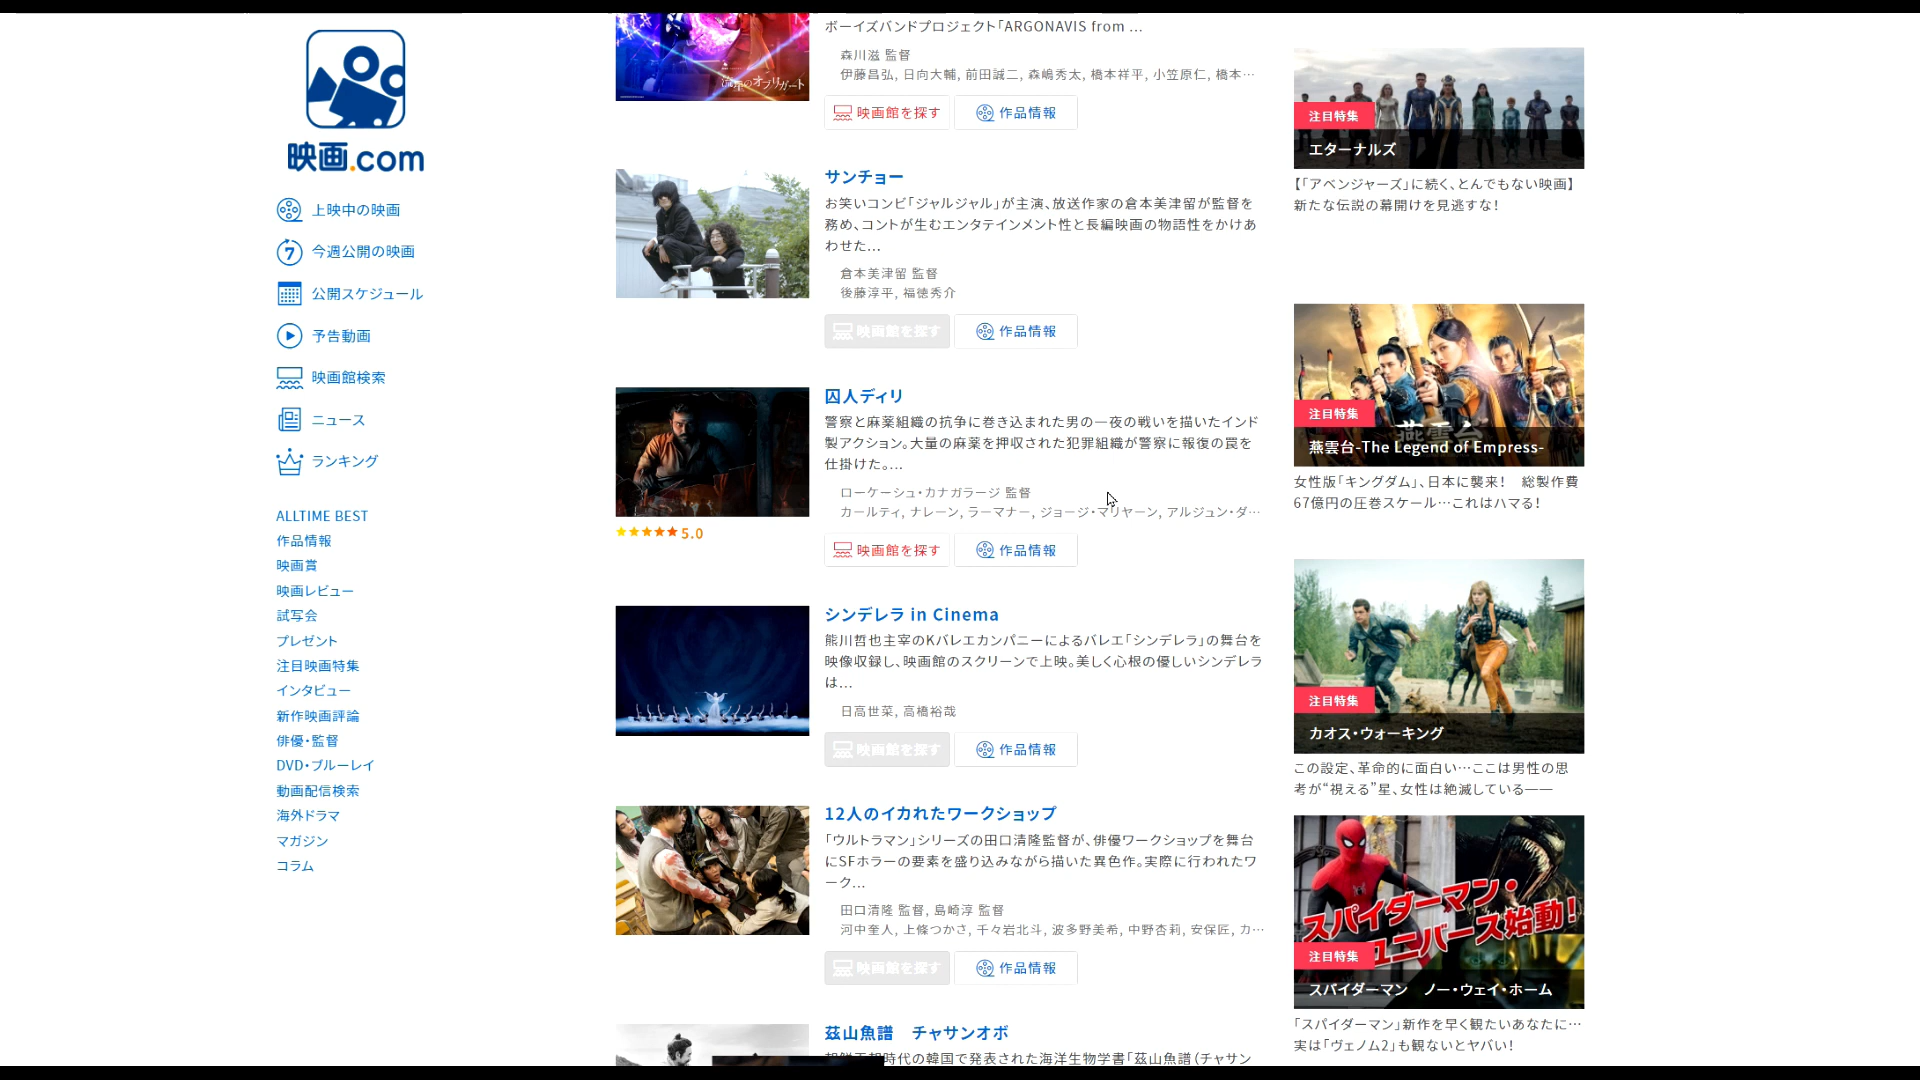 映画.com
上映中の映画
今週公開の映画
公開スケジュール
予告動画
映画館検索
ニュース
ランキング
ALLTIME BEST
作品情報
映画賞
映画レビュー
試写会
プレゼント
注目映画特集
インタビュー
新作映画評論
俳優・監督
DVD・ブルーレイ
動画配信検索
海外ドラマ
マガジン
コラム
流星のオブリガート
ボーイズバンドプロジェクト「ARGONAVIS from ...
森川滋 監督
伊藤昌弘, 日向大輔, 前田誠二, 森嶋秀太, 橋本祥平, 小笠原仁, 橋本…
映画館を探す 作品情報
サンチョー
お笑いコンビ「ジャルジャル」が主演、放送作家の倉本美津留が監督を
務め、コントが生むエンタテインメント性と長編映画の物語性をかけあ
わせた...
倉本美津留 監督
後藤淳平, 福徳秀介
映画館を探す 作品情報
囚人ディリ
警察と麻薬組織の抗争に巻き込まれた男の一夜の戦いを描いたインド
製アクション。大量の麻薬を押収された犯罪組織が警察に報復の罠を
仕掛けた。...
ローケーシュ・カナガラージ 監督
カールティ, ナレーン, ラーマナー, ジョージ・マリヤーン, アルジュン・ダ…
5.0
映画館を探す 作品情報
シンデレラ in Cinema
熊川哲也主宰のKバレエカンパニーによるバレエ「シンデレラ」の舞台を
映像収録し、映画館のスクリーンで上映。美しく心根の優しいシンデレラ
は...
日高世菜, 高橋裕哉
映画館を探す 作品情報
12人のイカれたワークショップ
「ウルトラマン」シリーズの田口清隆監督が、俳優ワークショップを舞台
にSFホラーの要素を盛り込みながら描いた異色作。実際に行われたワ
ーク...
田口清隆 監督, 島崎淳 監督
河中奎人, 上條つかさ, 千々岩北斗, 波多野美希, 中野杏莉, 安保匠, カ…
映画館を探す 作品情報
茲山魚譜 チャサンオボ
朝鮮王朝時代の韓国で発表された海洋生物学書「茲山魚譜（チャサン
注目特集
エターナルズ
【「アベンジャーズ」に続く、とんでもない映画】
新たな伝説の幕開けを見逃すな！
燕雲台
注目特集
燕雲台-The Legend of Empress-
女性版「キングダム」、日本に襲来！ 総製作費
67億円の圧巻スケール…これはハマる！
注目特集
カオス・ウォーキング
この設定、革命的に面白い…ここは男性の思
考が“視える”星、女性は絶滅している――
スパイダーマン・
ユニバース始動！
注目特集
スパイダーマン ノー・ウェイ・ホーム
「スパイダーマン」新作を早く観たいあなたに…
実は「ヴェノム2」も観ないとヤバい！